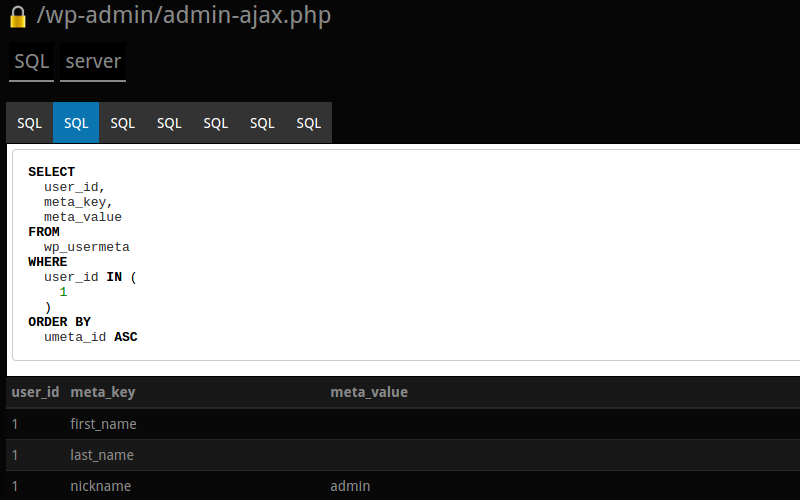 /wp-admin/admin-ajax.php
SQL server
SQL SQL SQL SQL SQL SQL SQL
SELECT
user_id,
meta_key,
meta_value
FROM
wp_usermeta
WHERE
user_id IN (
1
)
ORDER BY
umeta_id ASC
user_id meta_key meta_value
1 first_name
1 last_name
1 nickname admin